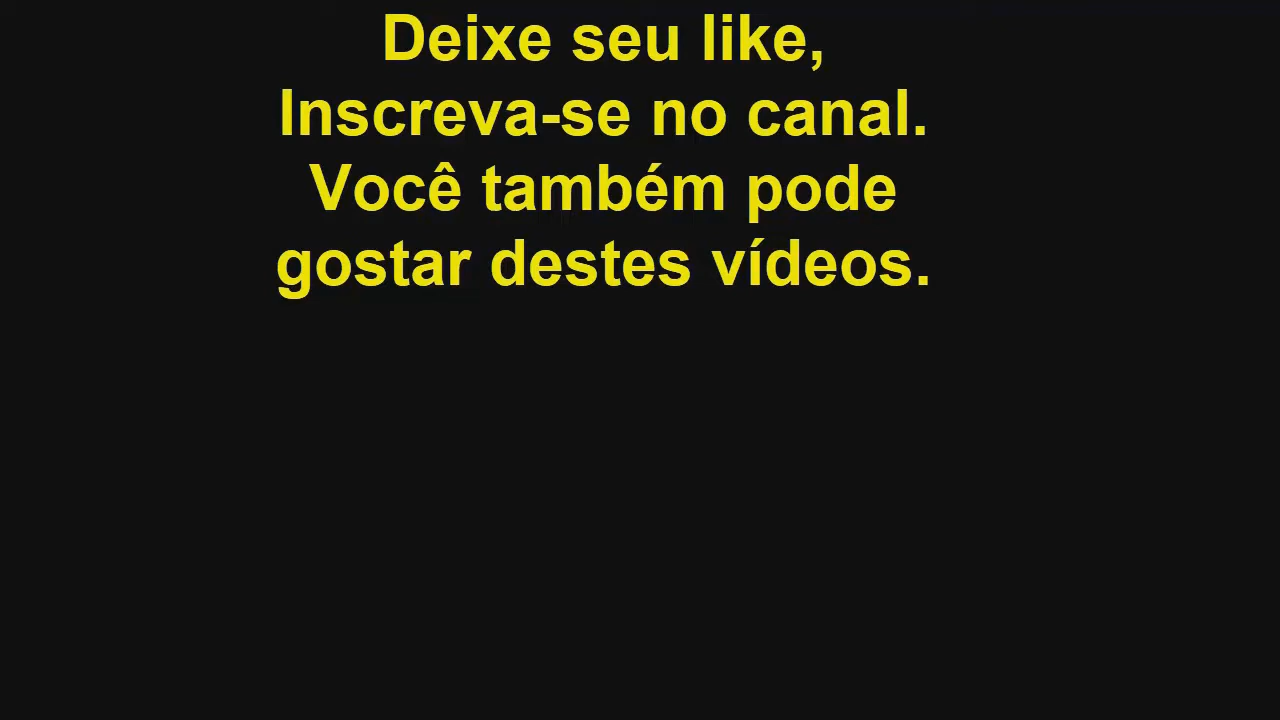 Deixe seu like,
Inscreva-se no canal.
Você também pode
gostar destes vídeos.